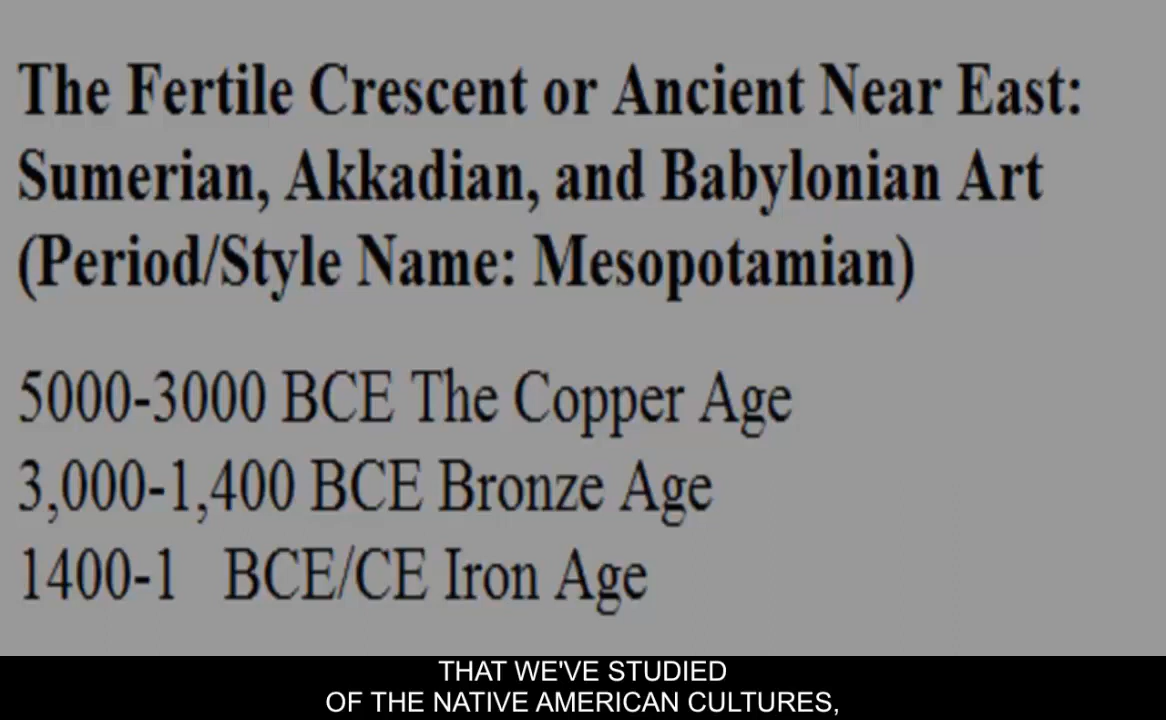 The Fertile Crescent or Ancient Near East:
Sumerian, Akkadian, and Babylonian Art
(Period/Style Name: Mesopotamian)
5000-3000 BCE The Copper Age
3,000-1,400 BCE Bronze Age
1400-1 BCE/CE Iron Age
THAT WE'VE STUDIED
OF THE NATIVE AMERICAN CULTURES,